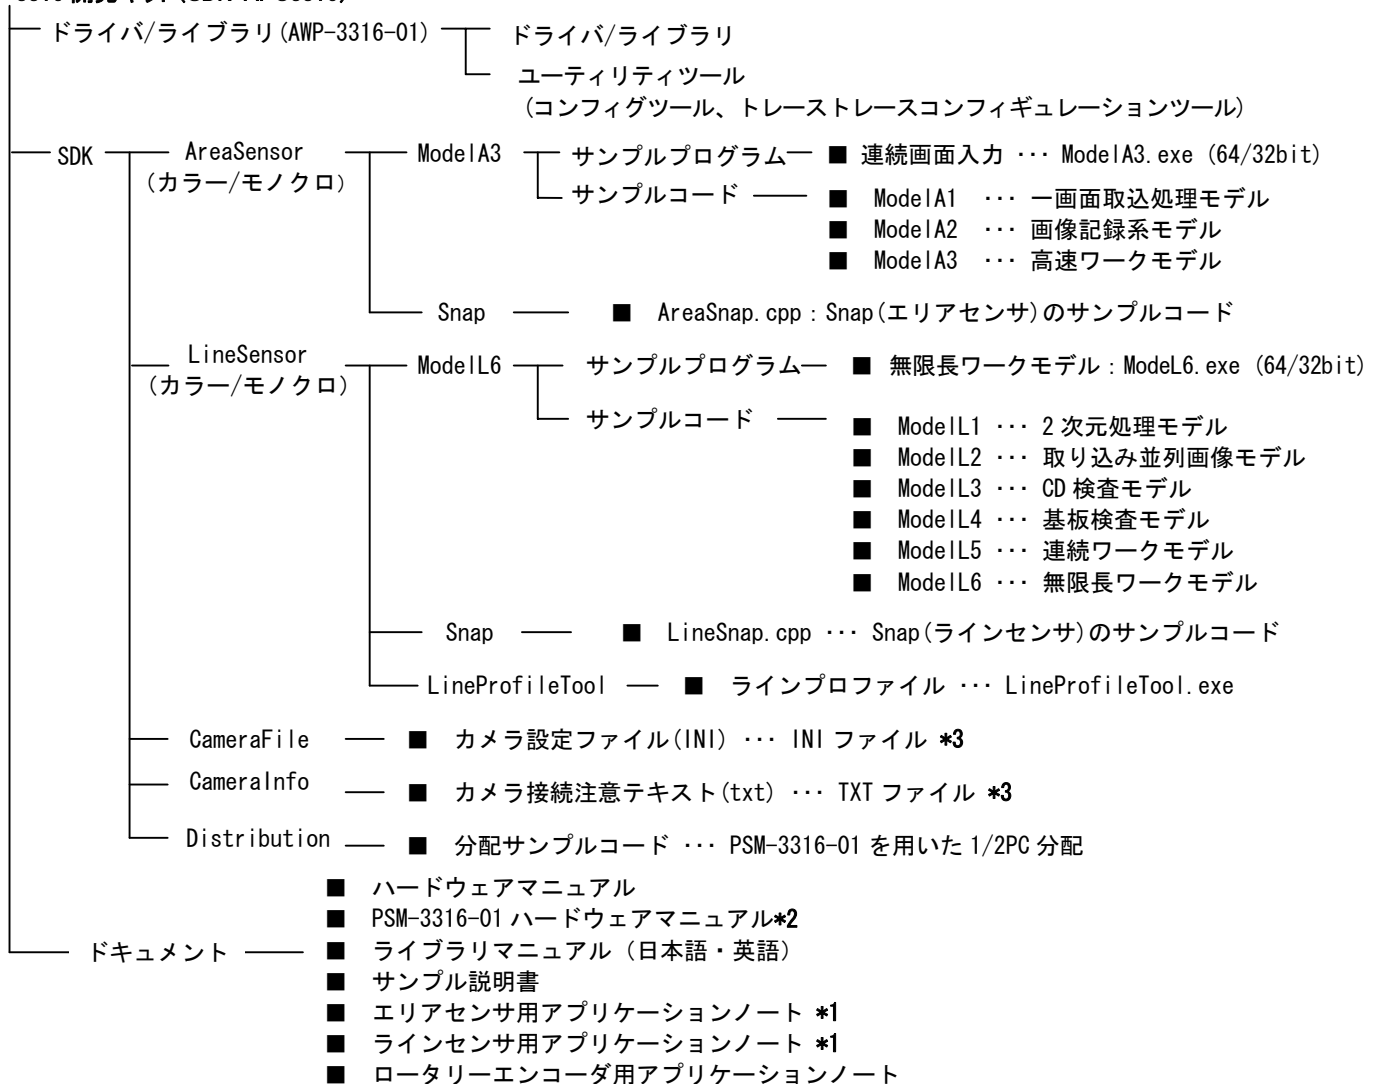 ドライバ/ライブラリ(AWP-3316-01) ドライバ/ライブラリ
ユーティリティツール
(コンフィグツール、トレーストレースコンフィギュレーションツール)
SDK AreaSensor ModelA3 サンプルプログラム ■ 連続画面入力 ··· ModelA3.exe (64/32bit)
(カラー/モノクロ)
サンプルコード ■ ModelA1 ··· 一画面取込処理モデル
■ ModelA2 ··· 画像記録系モデル
■ ModelA3 ··· 高速ワークモデル
Snap ■ AreaSnap.cpp:Snap(エリアセンサ)のサンプルコード
LineSensor ModelL6 サンプルプログラム ■ 無限長ワークモデル:ModeL6.exe (64/32bit)
(カラー/モノクロ)
サンプルコード ■ ModelL1 ··· 2次元処理モデル
■ ModelL2 ··· 取り込み並列画像モデル
■ ModelL3 ··· CD検査モデル
■ ModelL4 ··· 基板検査モデル
■ ModelL5 ··· 連続ワークモデル
■ ModelL6 ··· 無限長ワークモデル
Snap ■ LineSnap.cpp ··· Snap(ラインセンサ)のサンプルコード
LineProfileTool ■ ラインプロファイル ··· LineProfileTool.exe
CameraFile ■ カメラ設定ファイル(INI) ··· INIファイル *3
CameraInfo ■ カメラ接続注意テキスト(txt) ··· TXTファイル *3
Distribution ■ 分配サンプルコード ··· PSM-3316-01を用いた1/2PC分配
■ ハードウェアマニュアル
■ PSM-3316-01ハードウェアマニュアル*2
ドキュメント ■ ライブラリマニュアル(日本語・英語)
■ サンプル説明書
■ エリアセンサ用アプリケーションノート *1
■ ラインセンサ用アプリケーションノート *1
■ ロータリーエンコーダ用アプリケーションノート